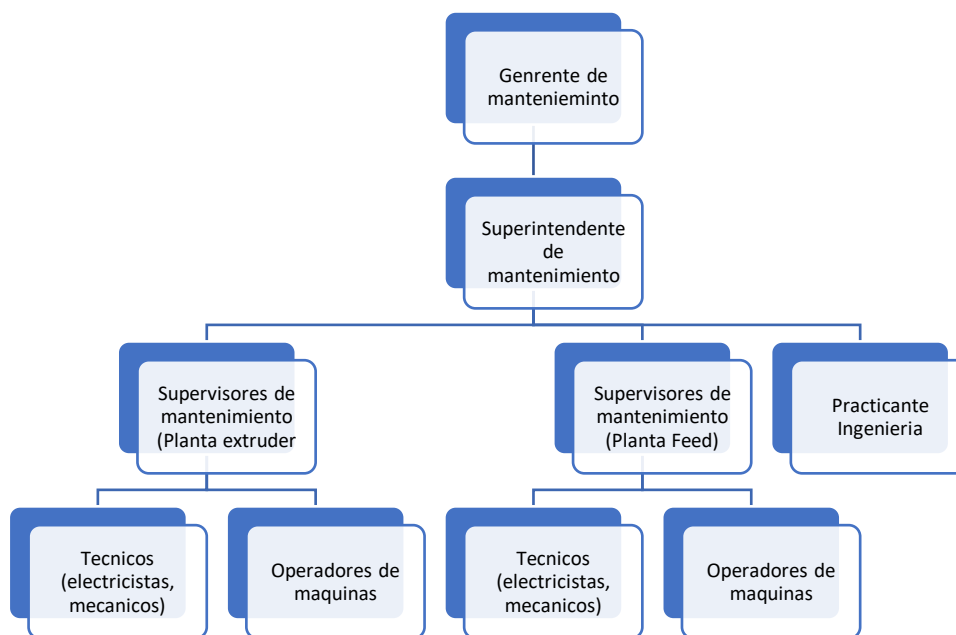 Genrente de
mantenieminto
Superintendente
de
mantenimiento
Supervisores de
mantenimiento
(Planta extruder
Supervisores de
mantenimiento
(Planta Feed)
Practicante
Ingenieria
Tecnicos
(electricistas,
mecanicos)
Operadores de
maquinas
Tecnicos
(electricistas,
mecanicos)
Operadores de
maquinas